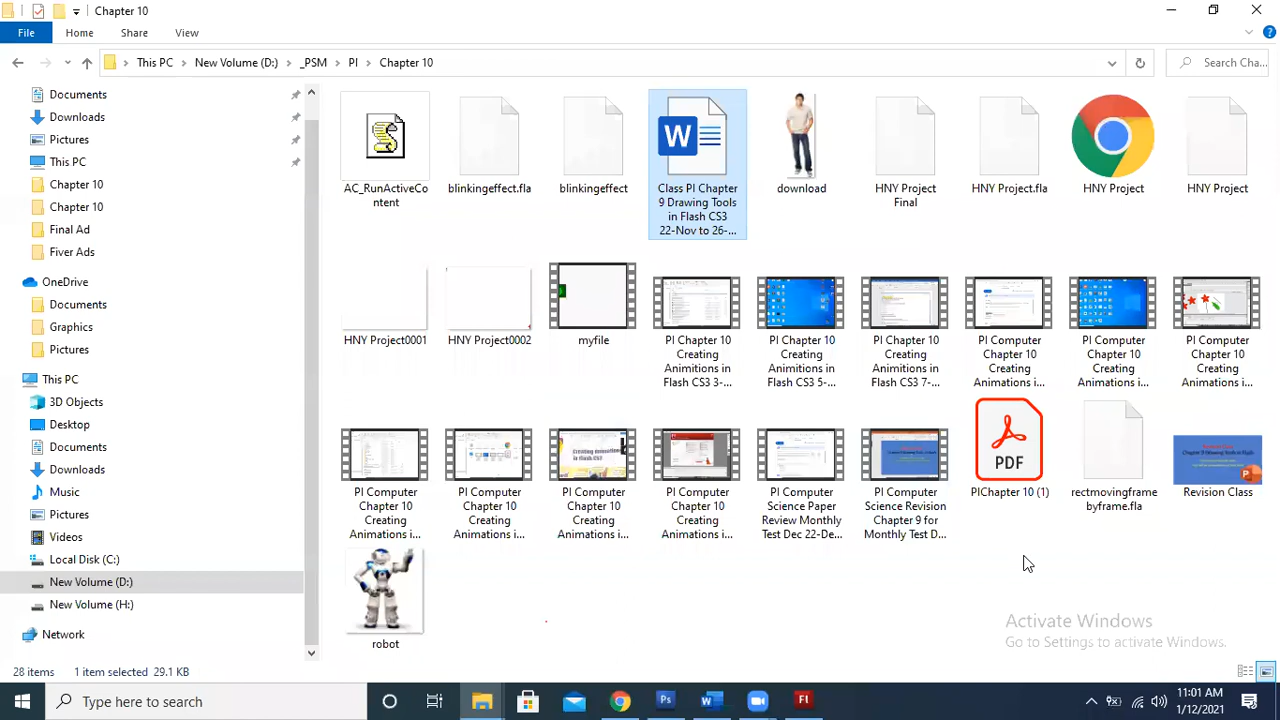 Chapter 10
File
Home
Share
View
This PC
New Volume (D:)
_PSM
PI
Chapter 10
Search Cha...
Documents
Downloads
Pictures
This PC
Chapter 10
Chapter 10
Final Ad
Fiver Ads
OneDrive
Documents
Graphics
Pictures
This PC
3D Objects
Desktop
Documents
Downloads
Music
Pictures
Videos
Local Disk (C:)
New Volume (D:)
New Volume (H:)
Network
AC_RunActiveCo
ntent
blinkingeffect.fla
blinkingeffect
Class PI Chapter
9 Drawing Tools
in Flash CS3
22-Nov to 26-...
download
HNY Project
Final
HNY Project.fla
HNY Project
HNY Project
HNY Project0001
HNY Project0002
myfile
PI Chapter 10
Creating
Animitions in
Flash CS3 3-...
PI Chapter 10
Creating
Animitions in
Flash CS3 5-...
PI Chapter 10
Creating
Animitions in
Flash CS3 7-...
PI Computer
Chapter 10
Creating
Animations i...
PI Computer
Chapter 10
Creating
Animations i...
PI Computer
Chapter 10
Creating
Animations i...
PI Computer
Chapter 10
Creating
Animations i...
PI Computer
Chapter 10
Creating
Animations i...
PI Computer
Chapter 10
Creating
Animations i...
PI Computer
Chapter 10
Creating
Animations i...
PI Computer
Science Paper
Review Monthly
Test Dec 22-De...
PI Computer
Science Revision
Chapter 9 for
Monthly Test D...
PDF
PIChapter 10 (1)
rectmovingframe
byframe.fla
Revision Class
robot
Activate Windows
Go to Settings to activate Windows.
28 items
1 item selected 29.1 KB
Type here to search
Ps
W
Fl
11:01 AM
1/12/2021